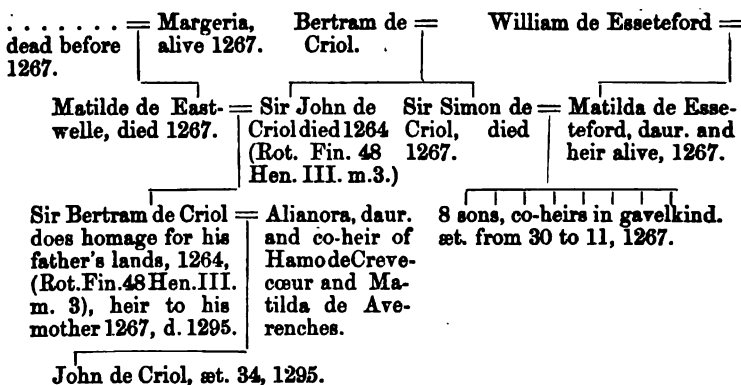 . . . . . . . = Margeria, Bertram de = William de Esseteford =
dead before alive 1267. Criol.
1267.
Matilde de East- = Sir John de Sir Simon de = Matilda de Esse-
welle, died 1267. Criol died 1264 Criol, died teford, daur. and
(Rot. Fin. 48 1267. heir alive, 1267.
Hen. III. m.3.)
Sir Bertram de Criol = Alianora, daur. 8 sons, co-heirs in gavelkind.
does homage for his and co-heir of æt. from 30 to 11, 1267.
father's lands, 1264, Hamo de Creve-
(Rot. Fin. 48 Hen. III. cœur and Ma-
m. 3), heir to his tilda de Ave-
mother 1267, d. 1295. renches.
John de Criol, æt. 34, 1295.